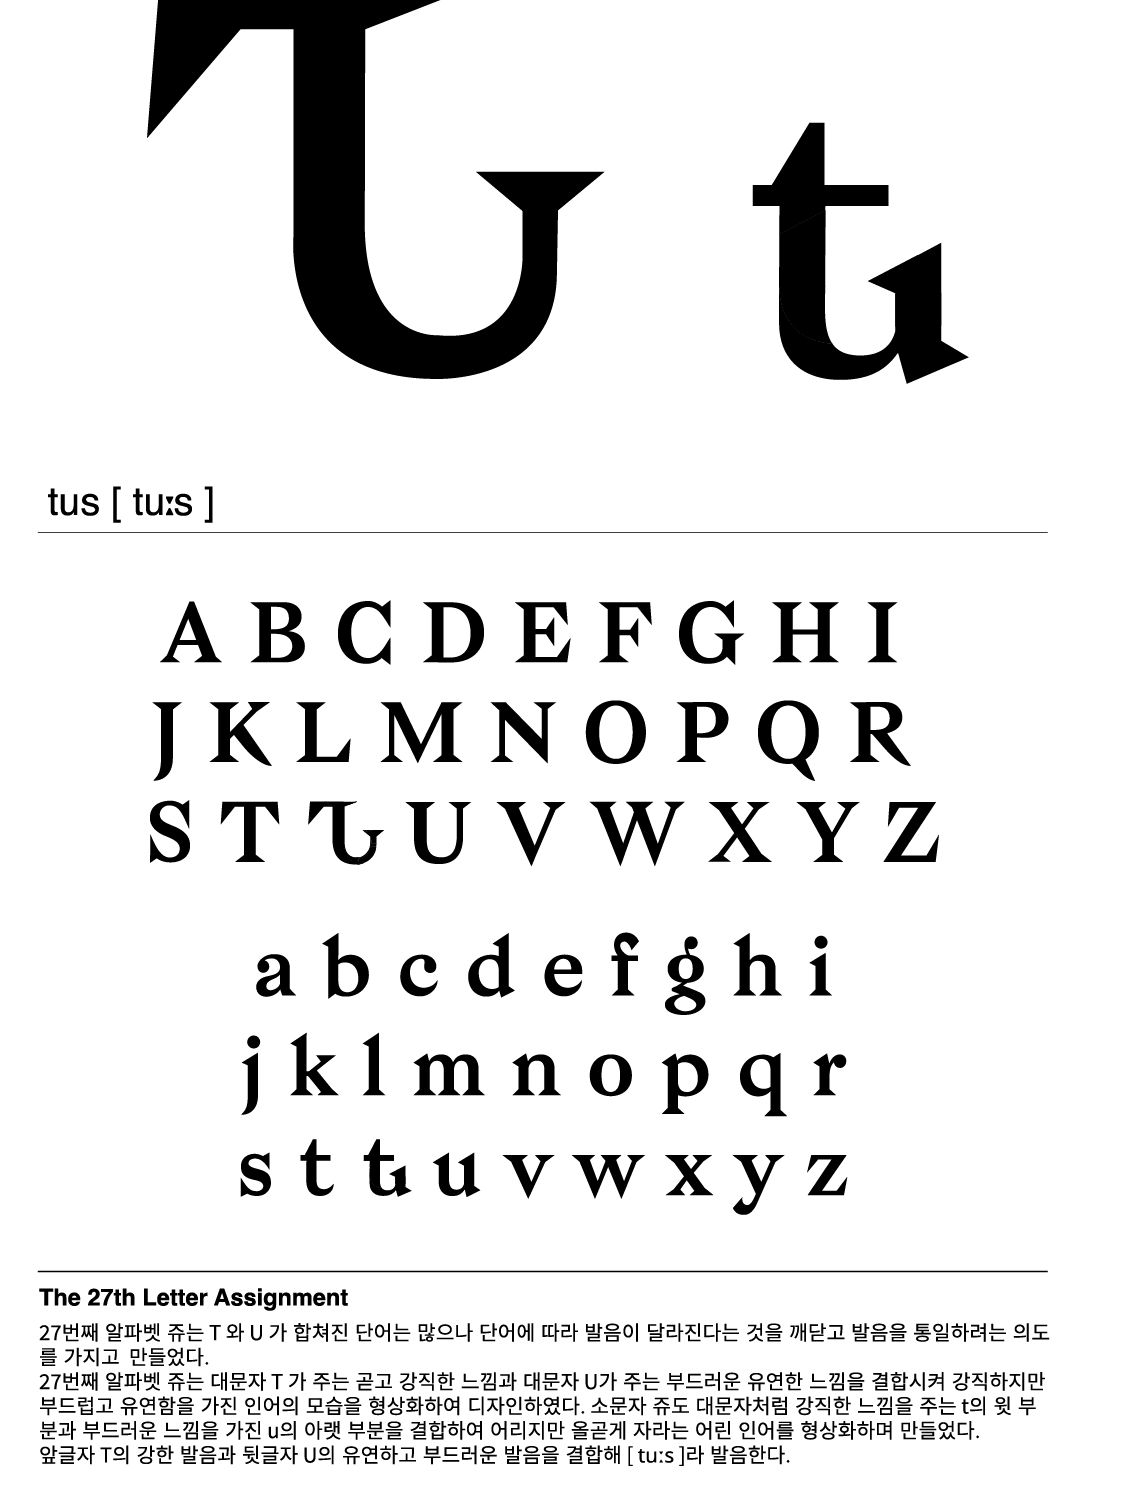 tus [ tu:s ]
A B C D E F G H I
J K L M N O P Q R
S T U V W X Y Z
a b c d e f g h i
j k l m n o p q r
s t u v w x y z
The 27th Letter Assignment
27번째 알파벳 쥬는 T 와 U 가 합쳐진 단어는 많으나 단어에 따라 발음이 달라진다는 것을 깨닫고 발음을 통일하려는 의도
를 가지고 만들었다.
27번째 알파벳 쥬는 대문자 T 가 주는 곧고 강직한 느낌과 대문자 U가 주는 부드러운 유연한 느낌을 결합시켜 강직하지만
부드럽고 유연함을 가진 인어의 모습을 형상화하여 디자인하였다. 소문자 쥬도 대문자처럼 강직한 느낌을 주는 t의 윗 부
분과 부드러운 느낌을 가진 u의 아랫 부분을 결합하여 어리지만 올곧게 자라는 어린 인어를 형상화하며 만들었다.
앞글자 T의 강한 발음과 뒷글자 U의 유연하고 부드러운 발음을 결합해 [ tu:s ]라 발음한다.